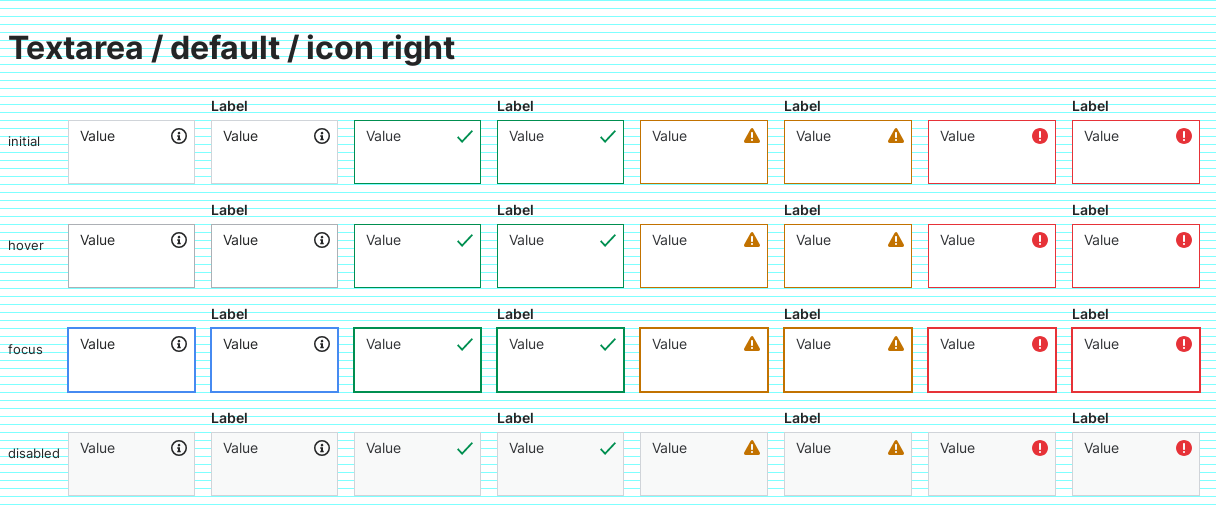 Textarea / default / icon right
Label Label Label Label
initial Value Value Value Value Value Value Value Value
Label Label Label Label
hover Value Value Value Value Value Value Value Value
Label Label Label Label
focus Value Value Value Value Value Value Value Value
Label Label Label Label
disabled Value Value Value Value Value Value Value Value